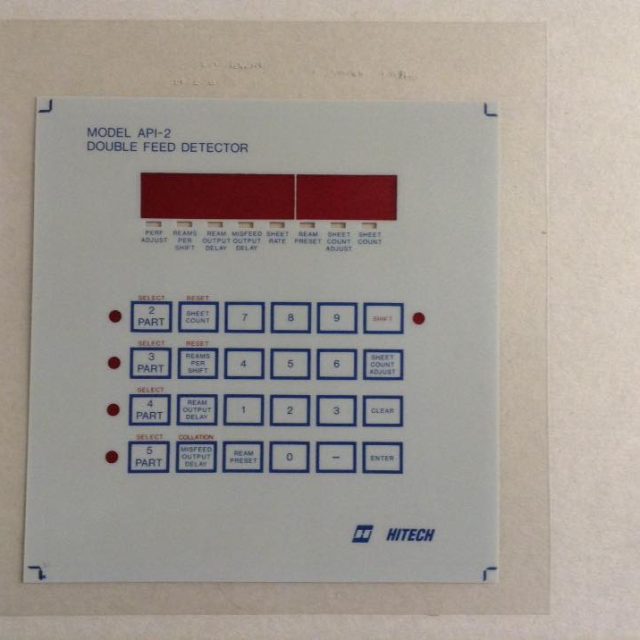 MODEL API-2
DOUBLE FEED DETECTOR
PERF ADJUST
REAMS PER SHIFT
REAM OUTPUT DELAY
MISFEED OUTPUT DELAY
SHEET RATE
REAM PRESET
SHEET COUNT ADJUST
SHEET COUNT
SELECT RESET
2 PART
SHEET COUNT
7 8 9
SHIFT
SELECT RESET
3 PART
REAMS PER SHIFT
4 5 6
SHEET COUNT ADJUST
SELECT
4 PART
REAM OUTPUT DELAY
1 2 3
CLEAR
SELECT COLLATION
5 PART
MISFEED OUTPUT DELAY
REAM PRESET
0 –
ENTER
HITECH